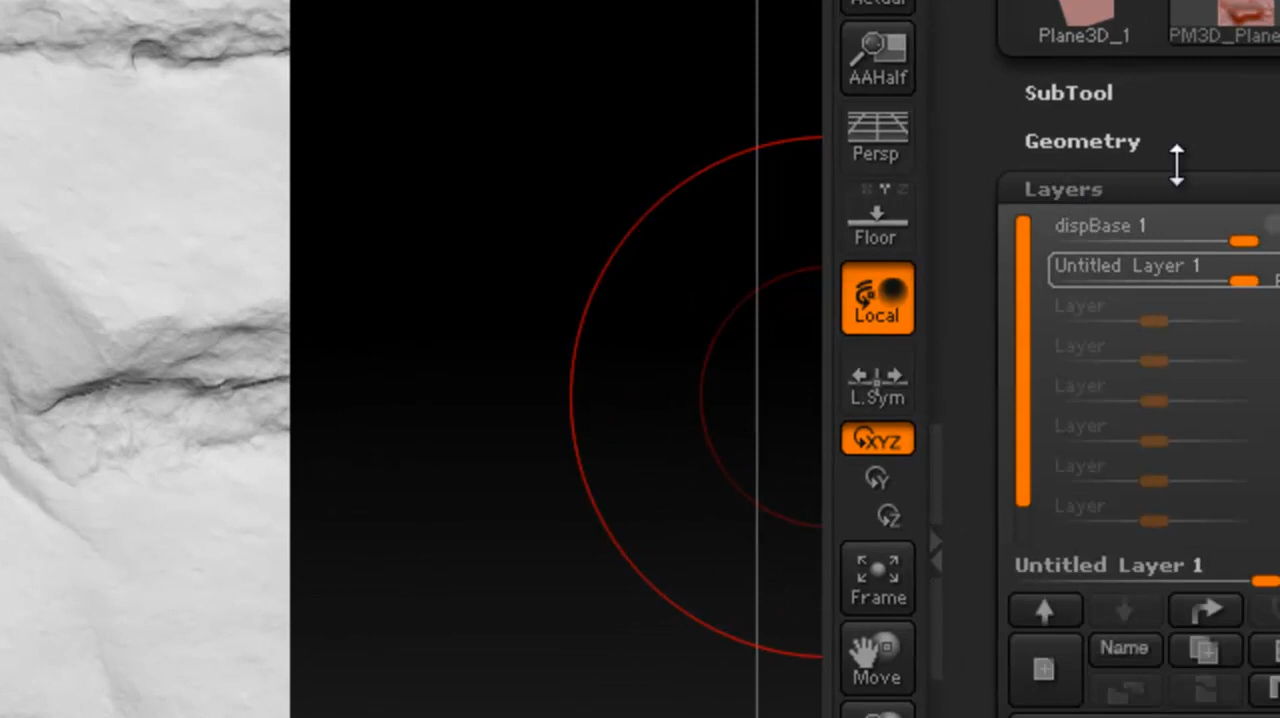 Actual
AAHalf
Persp
X Y Z
Floor
Local
L.Sym
XYZ
Y
Z
Frame
Move
Plane3D_1
PM3D_Plane
SubTool
Geometry
Layers
dispBase 1
Untitled Layer 1
Layer
Layer
Layer
Layer
Layer
Layer
Untitled Layer 1
Name